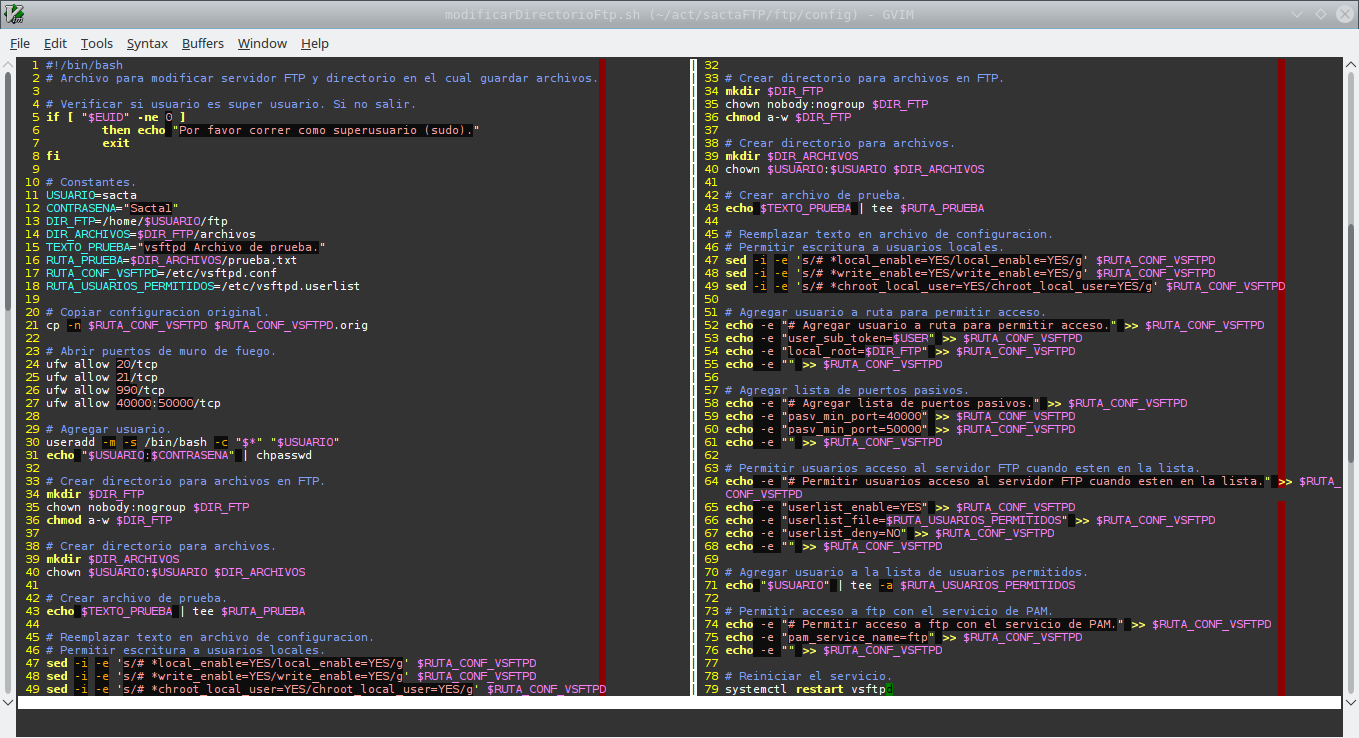 modificarDirectorioFtp.sh (~/act/sactaFTP/ftp/config) - GVIM
File Edit Tools Syntax Buffers Window Help
1 #!/bin/bash
2 # Archivo para modificar servidor FTP y directorio en el cual guardar archivos.
3
4 # Verificar si usuario es super usuario. Si no salir.
5 if [ "$EUID" -ne 0 ]
6 then echo "Por favor correr como superusuario (sudo)."
7 exit
8 fi
9
10 # Constantes.
11 USUARIO=sacta
12 CONTRASENA="Sacta1"
13 DIR_FTP=/home/$USUARIO/ftp
14 DIR_ARCHIVOS=$DIR_FTP/archivos
15 TEXTO_PRUEBA="vsftpd Archivo de prueba."
16 RUTA_PRUEBA=$DIR_ARCHIVOS/prueba.txt
17 RUTA_CONF_VSFTPD=/etc/vsftpd.conf
18 RUTA_USUARIOS_PERMITIDOS=/etc/vsftpd.userlist
19
20 # Copiar configuracion original.
21 cp -n $RUTA_CONF_VSFTPD $RUTA_CONF_VSFTPD.orig
22
23 # Abrir puertos de muro de fuego.
24 ufw allow 20/tcp
25 ufw allow 21/tcp
26 ufw allow 990/tcp
27 ufw allow 40000:50000/tcp
28
29 # Agregar usuario.
30 useradd -m -s /bin/bash -c "$*" "$USUARIO"
31 echo "$USUARIO:$CONTRASENA" | chpasswd
32
33 # Crear directorio para archivos en FTP.
34 mkdir $DIR_FTP
35 chown nobody:nogroup $DIR_FTP
36 chmod a-w $DIR_FTP
37
38 # Crear directorio para archivos.
39 mkdir $DIR_ARCHIVOS
40 chown $USUARIO:$USUARIO $DIR_ARCHIVOS
41
42 # Crear archivo de prueba.
43 echo $TEXTO_PRUEBA | tee $RUTA_PRUEBA
44
45 # Reemplazar texto en archivo de configuracion.
46 # Permitir escritura a usuarios locales.
47 sed -i -e 's/# *local_enable=YES/local_enable=YES/g' $RUTA_CONF_VSFTPD
48 sed -i -e 's/# *write_enable=YES/write_enable=YES/g' $RUTA_CONF_VSFTPD
49 sed -i -e 's/# *chroot_local_user=YES/chroot_local_user=YES/g' $RUTA_CONF_VSFTPD
32
33 # Crear directorio para archivos en FTP.
34 mkdir $DIR_FTP
35 chown nobody:nogroup $DIR_FTP
36 chmod a-w $DIR_FTP
37
38 # Crear directorio para archivos.
39 mkdir $DIR_ARCHIVOS
40 chown $USUARIO:$USUARIO $DIR_ARCHIVOS
41
42 # Crear archivo de prueba.
43 echo $TEXTO_PRUEBA | tee $RUTA_PRUEBA
44
45 # Reemplazar texto en archivo de configuracion.
46 # Permitir escritura a usuarios locales.
47 sed -i -e 's/# *local_enable=YES/local_enable=YES/g' $RUTA_CONF_VSFTPD
48 sed -i -e 's/# *write_enable=YES/write_enable=YES/g' $RUTA_CONF_VSFTPD
49 sed -i -e 's/# *chroot_local_user=YES/chroot_local_user=YES/g' $RUTA_CONF_VSFTPD
50
51 # Agregar usuario a ruta para permitir acceso.
52 echo -e "# Agregar usuario a ruta para permitir acceso." >> $RUTA_CONF_VSFTPD
53 echo -e "user_sub_token=$USER" >> $RUTA_CONF_VSFTPD
54 echo -e "local_root=$DIR_FTP" >> $RUTA_CONF_VSFTPD
55 echo -e "" >> $RUTA_CONF_VSFTPD
56
57 # Agregar lista de puertos pasivos.
58 echo -e "# Agregar lista de puertos pasivos." >> $RUTA_CONF_VSFTPD
59 echo -e "pasv_min_port=40000" >> $RUTA_CONF_VSFTPD
60 echo -e "pasv_min_port=50000" >> $RUTA_CONF_VSFTPD
61 echo -e "" >> $RUTA_CONF_VSFTPD
62
63 # Permitir usuarios acceso al servidor FTP cuando esten en la lista.
64 echo -e "# Permitir usuarios acceso al servidor FTP cuando esten en la lista." >> $RUTA_
CONF_VSFTPD
65 echo -e "userlist_enable=YES" >> $RUTA_CONF_VSFTPD
66 echo -e "userlist_file=$RUTA_USUARIOS_PERMITIDOS" >> $RUTA_CONF_VSFTPD
67 echo -e "userlist_deny=NO" >> $RUTA_CONF_VSFTPD
68 echo -e "" >> $RUTA_CONF_VSFTPD
69
70 # Agregar usuario a la lista de usuarios permitidos.
71 echo "$USUARIO" | tee -a $RUTA_USUARIOS_PERMITIDOS
72
73 # Permitir acceso a ftp con el servicio de PAM.
74 echo -e "# Permitir acceso a ftp con el servicio de PAM." >> $RUTA_CONF_VSFTPD
75 echo -e "pam_service_name=ftp" >> $RUTA_CONF_VSFTPD
76 echo -e "" >> $RUTA_CONF_VSFTPD
77
78 # Reiniciar el servicio.
79 systemctl restart vsftpd